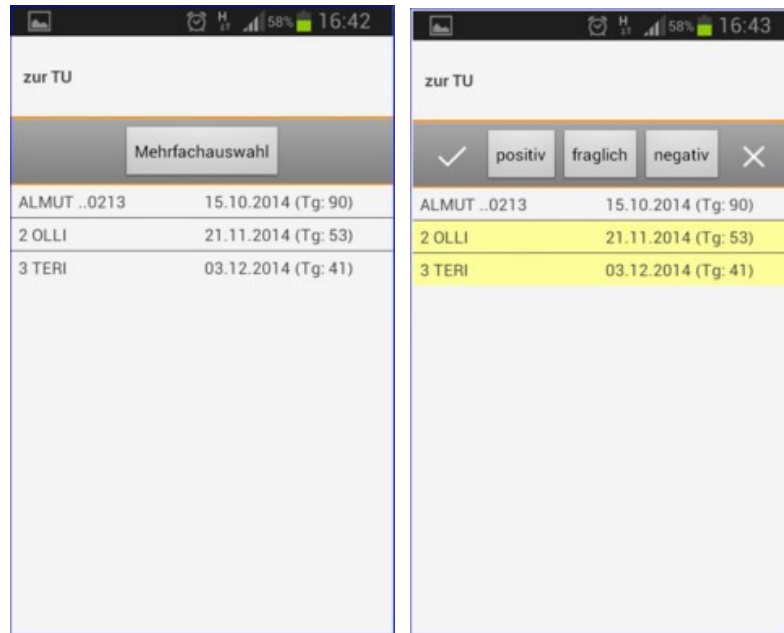 58% 16:42
zur TU
Mehrfachauswahl
ALMUT ..0213 15.10.2014 (Tg: 90)
2 OLLI 21.11.2014 (Tg: 53)
3 TERI 03.12.2014 (Tg: 41)
58% 16:43
zur TU
positiv fraglich negativ
ALMUT ..0213 15.10.2014 (Tg: 90)
2 OLLI 21.11.2014 (Tg: 53)
3 TERI 03.12.2014 (Tg: 41)